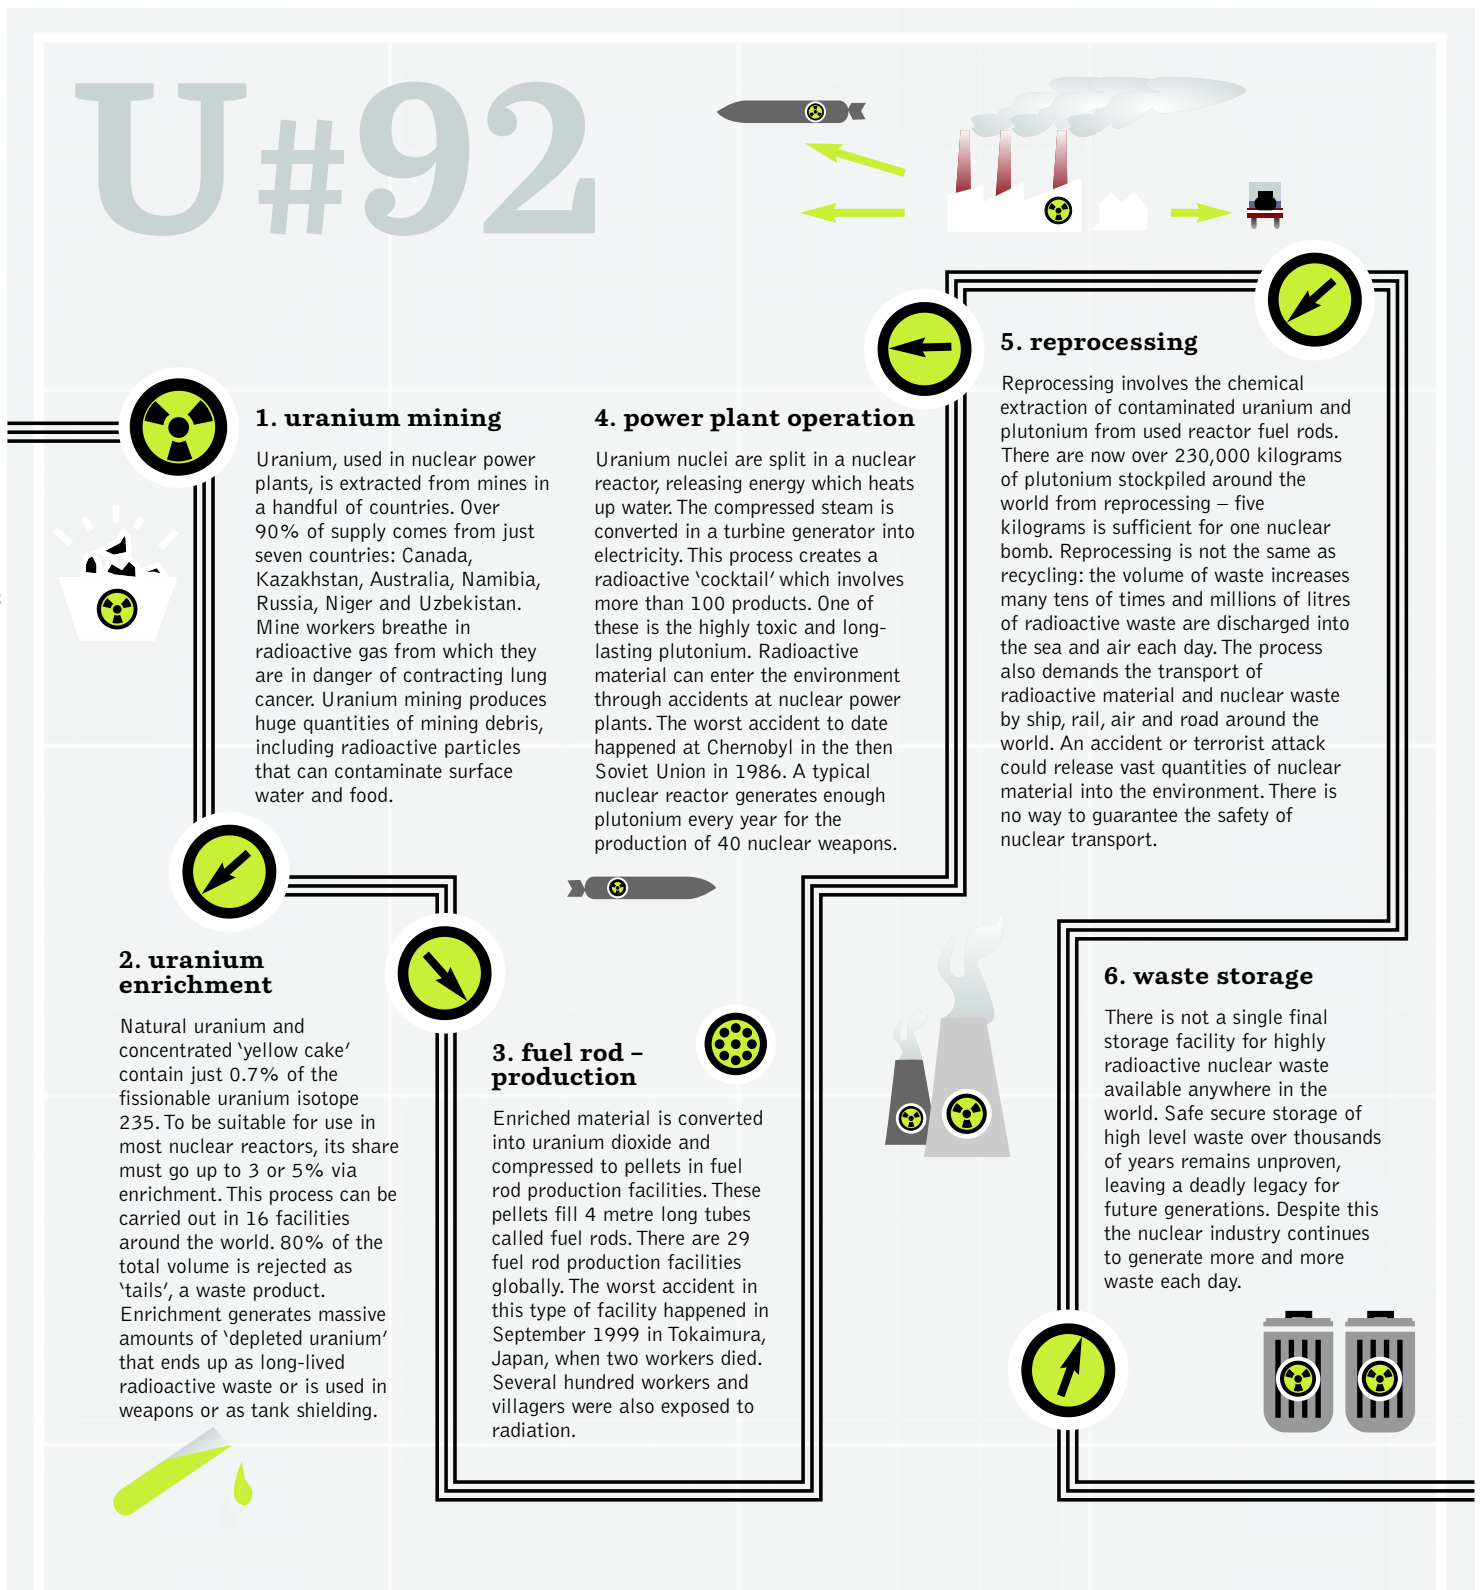 U#92
1. uranium mining
Uranium, used in nuclear power
plants, is extracted from mines in
a handful of countries. Over
90% of supply comes from just
seven countries: Canada,
Kazakhstan, Australia, Namibia,
Russia, Niger and Uzbekistan.
Mine workers breathe in
radioactive gas from which they
are in danger of contracting lung
cancer. Uranium mining produces
huge quantities of mining debris,
including radioactive particles
that can contaminate surface
water and food.
2. uranium
enrichment
Natural uranium and
concentrated ‘yellow cake’
contain just 0.7% of the
fissionable uranium isotope
235. To be suitable for use in
most nuclear reactors, its share
must go up to 3 or 5% via
enrichment. This process can be
carried out in 16 facilities
around the world. 80% of the
total volume is rejected as
‘tails’, a waste product.
Enrichment generates massive
amounts of ‘depleted uranium’
that ends up as long-lived
radioactive waste or is used in
weapons or as tank shielding.
3. fuel rod –
production
Enriched material is converted
into uranium dioxide and
compressed to pellets in fuel
rod production facilities. These
pellets fill 4 metre long tubes
called fuel rods. There are 29
fuel rod production facilities
globally. The worst accident in
this type of facility happened in
September 1999 in Tokaimura,
Japan, when two workers died.
Several hundred workers and
villagers were also exposed to
radiation.
4. power plant operation
Uranium nuclei are split in a nuclear
reactor, releasing energy which heats
up water. The compressed steam is
converted in a turbine generator into
electricity. This process creates a
radioactive ‘cocktail’ which involves
more than 100 products. One of
these is the highly toxic and long-
lasting plutonium. Radioactive
material can enter the environment
through accidents at nuclear power
plants. The worst accident to date
happened at Chernobyl in the then
Soviet Union in 1986. A typical
nuclear reactor generates enough
plutonium every year for the
production of 40 nuclear weapons.
5. reprocessing
Reprocessing involves the chemical
extraction of contaminated uranium and
plutonium from used reactor fuel rods.
There are now over 230,000 kilograms
of plutonium stockpiled around the
world from reprocessing – five
kilograms is sufficient for one nuclear
bomb. Reprocessing is not the same as
recycling: the volume of waste increases
many tens of times and millions of litres
of radioactive waste are discharged into
the sea and air each day. The process
also demands the transport of
radioactive material and nuclear waste
by ship, rail, air and road around the
world. An accident or terrorist attack
could release vast quantities of nuclear
material into the environment. There is
no way to guarantee the safety of
nuclear transport.
6. waste storage
There is not a single final
storage facility for highly
radioactive nuclear waste
available anywhere in the
world. Safe secure storage of
high level waste over thousands
of years remains unproven,
leaving a deadly legacy for
future generations. Despite this
the nuclear industry continues
to generate more and more
waste each day.